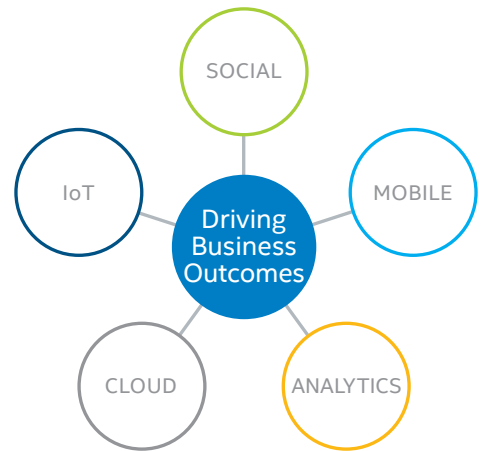 SOCIAL
IoT
MOBILE
Driving
Business
Outcomes
CLOUD
ANALYTICS